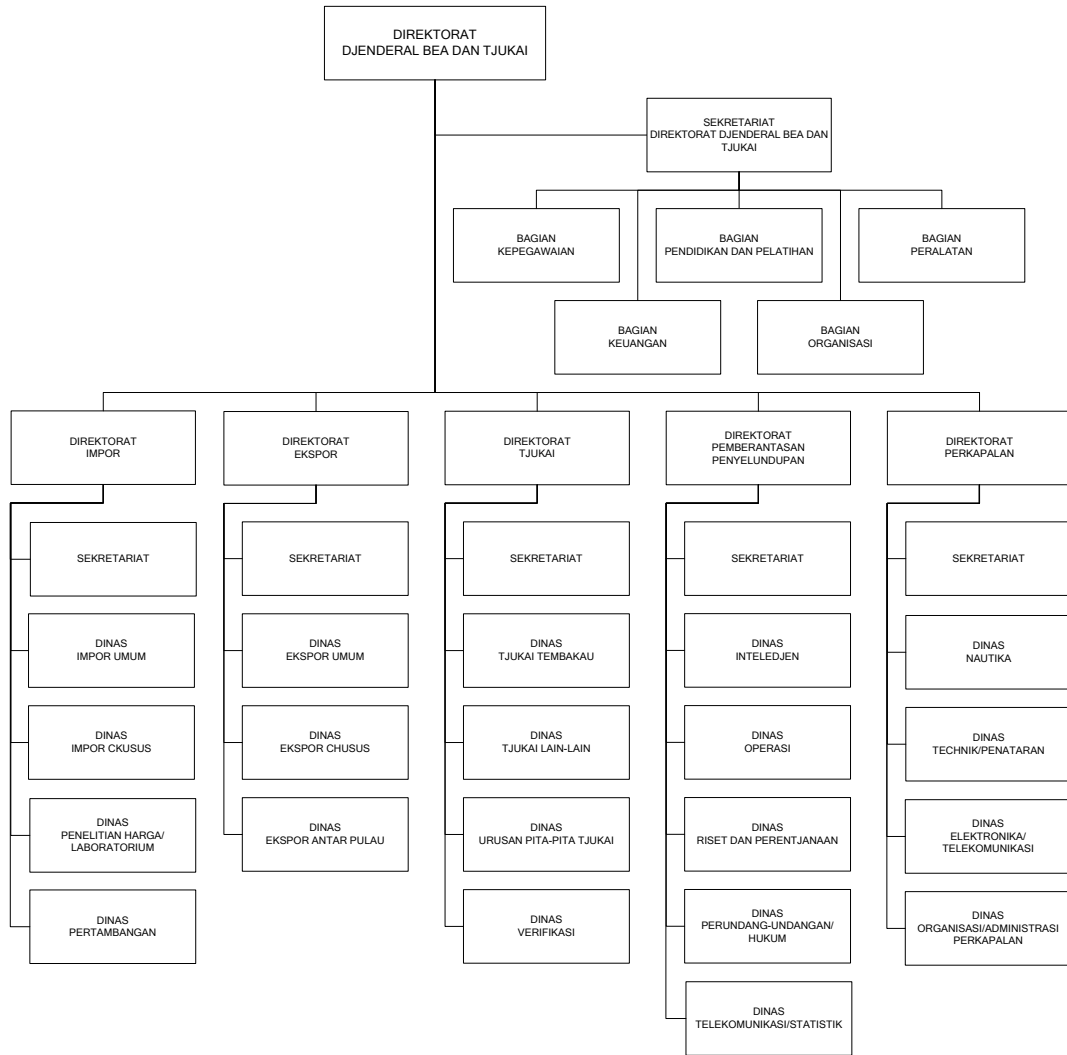 DIREKTORAT
DJENDERAL BEA DAN TJUKAI
SEKRETARIAT
DIREKTORAT DJENDERAL BEA DAN
TJUKAI
BAGIAN
KEPEGAWAIAN
BAGIAN
PENDIDIKAN DAN PELATIHAN
BAGIAN
PERALATAN
BAGIAN
KEUANGAN
BAGIAN
ORGANISASI
DIREKTORAT
IMPOR
DIREKTORAT
EKSPOR
DIREKTORAT
TJUKAI
DIREKTORAT
PEMBERANTASAN
PENYELUNDUPAN
DIREKTORAT
PERKAPALAN
SEKRETARIAT
DINAS
IMPOR UMUM
DINAS
IMPOR CKUSUS
DINAS
PENELITIAN HARGA/
LABORATORIUM
DINAS
PERTAMBANGAN
SEKRETARIAT
DINAS
EKSPOR UMUM
DINAS
EKSPOR CHUSUS
DINAS
EKSPOR ANTAR PULAU
SEKRETARIAT
DINAS
TJUKAI TEMBAKAU
DINAS
TJUKAI LAIN-LAIN
DINAS
URUSAN PITA-PITA TJUKAI
DINAS
VERIFIKASI
SEKRETARIAT
DINAS
INTELEDJEN
DINAS
OPERASI
DINAS
RISET DAN PERENTJANAAN
DINAS
PERUNDANG-UNDANGAN/
HUKUM
DINAS
TELEKOMUNIKASI/STATISTIK
SEKRETARIAT
DINAS
NAUTIKA
DINAS
TECHNIK/PENATARAN
DINAS
ELEKTRONIKA/
TELEKOMUNIKASI
DINAS
ORGANISASI/ADMINISTRASI
PERKAPALAN